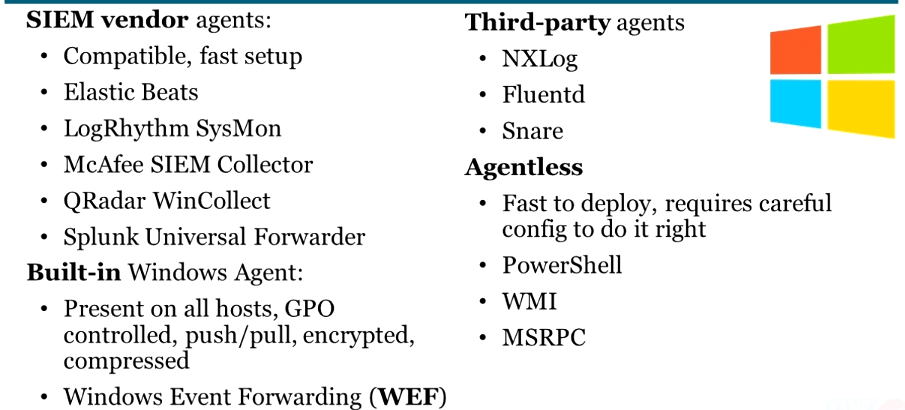 SIEM vendor agents:
• Compatible, fast setup
• Elastic Beats
• LogRhythm SysMon
• McAfee SIEM Collector
• QRadar WinCollect
• Splunk Universal Forwarder
Built-in Windows Agent:
• Present on all hosts, GPO
controlled, push/pull, encrypted,
compressed
• Windows Event Forwarding (WEF)
Third-party agents
• NXLog
• Fluentd
• Snare
Agentless
• Fast to deploy, requires careful
config to do it right
• PowerShell
• WMI
• MSRPC